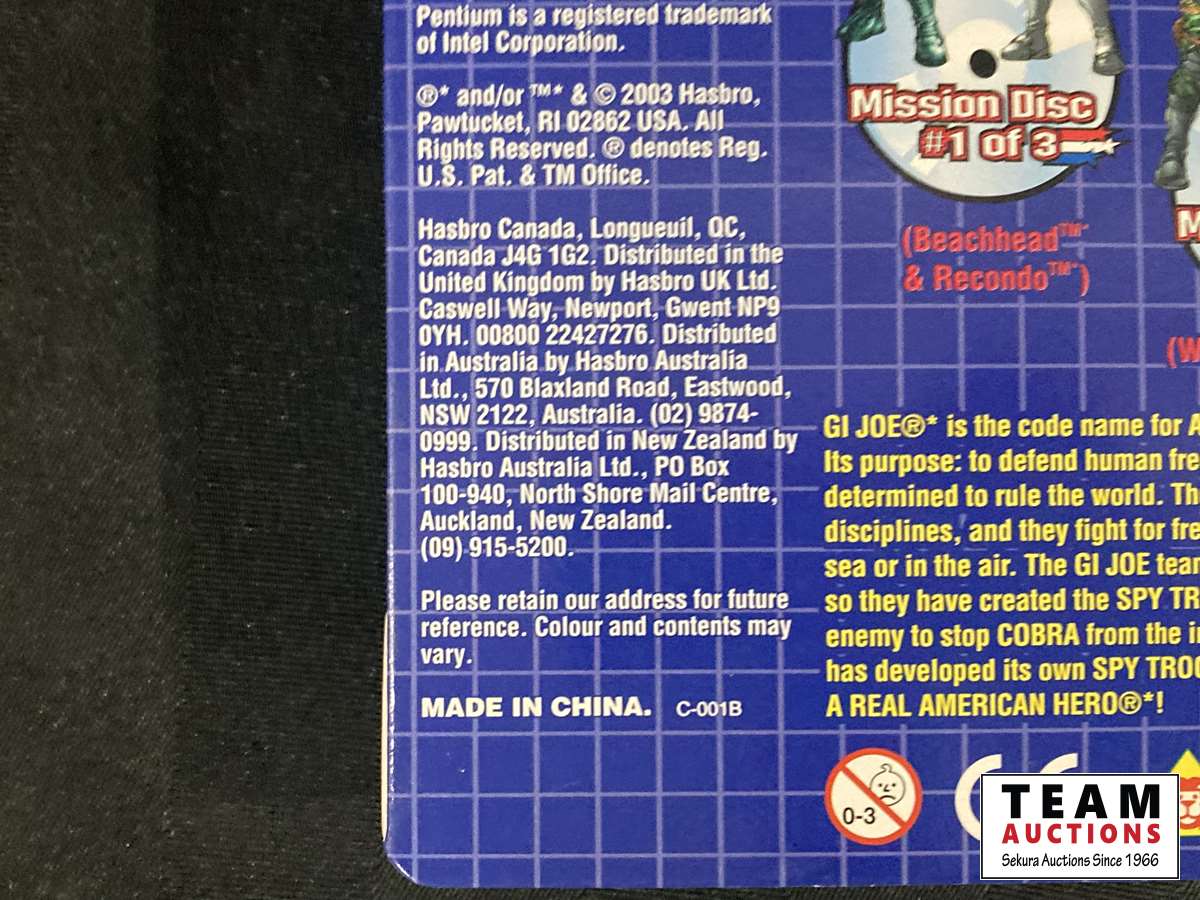 Pentium is a registered trademark
of Intel Corporation.
®* and/or ™* & © 2003 Hasbro,
Pawtucket, RI 02862 USA. All
Rights Reserved. ® denotes Reg.
U.S. Pat. & TM Office.
Hasbro Canada, Longueuil, QC,
Canada J4G 1G2. Distributed in the
United Kingdom by Hasbro UK Ltd.
Caswell Way, Newport, Gwent NP9
0YH. 00800 22427276. Distributed
in Australia by Hasbro Australia
Ltd., 570 Blaxland Road, Eastwood,
NSW 2122, Australia. (02) 9874-
0999. Distributed in New Zealand by
Hasbro Australia Ltd., PO Box
100-940, North Shore Mail Centre,
Auckland, New Zealand.
(09) 915-5200.
Please retain our address for future
reference. Colour and contents may
vary.
MADE IN CHINA. C-001B
Mission Disc
#1 of 3
(Beachhead™*
& Recondo™*)
GI JOE®* is the code name for
Its purpose: to defend human
determined to rule the world.
disciplines, and they fight for
sea or in the air. The GI JOE team
so they have created the SPY
enemy to stop COBRA from the
has developed its own SPY
A REAL AMERICAN HERO®*!
0-3
CE
TEAM
AUCTIONS
Sekura Auctions Since 1966